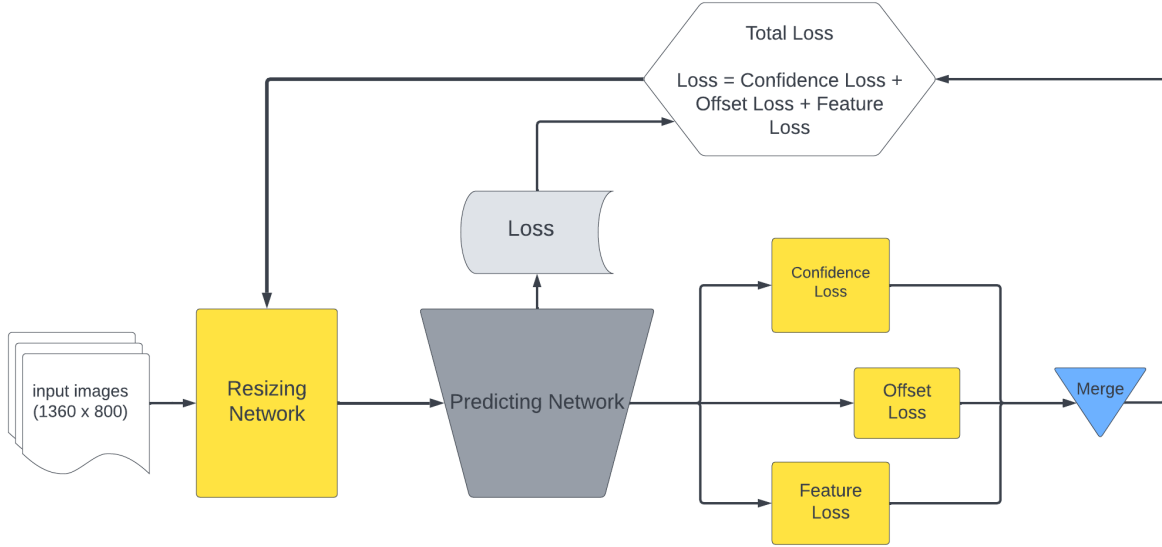 Total Loss
Loss = Confidence Loss +
Offset Loss + Feature
Loss
Loss
Confidence
Loss
input images
(1360 x 800)
Resizing
Network
Predicting Network
Offset
Loss
Merge
Feature
Loss